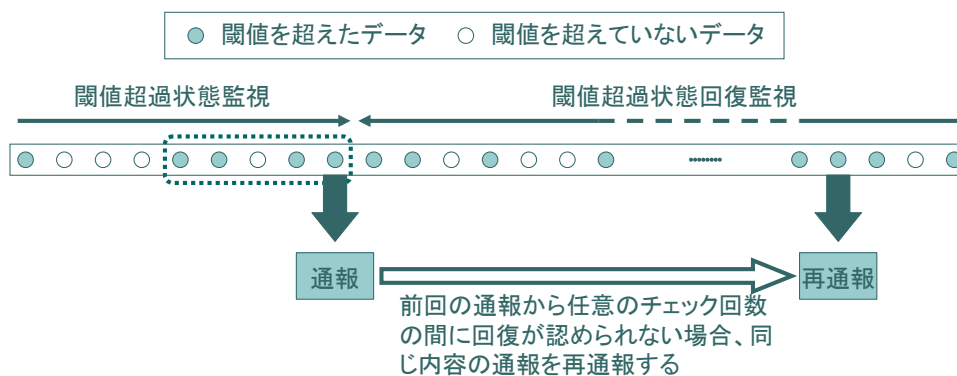 閾値を超えたデータ 閾値を超えていないデータ
閾値超過状態監視 閾値超過状態回復監視
通報 再通報
前回の通報から任意のチェック回数
の間に回復が認められない場合、同
じ内容の通報を再通報する